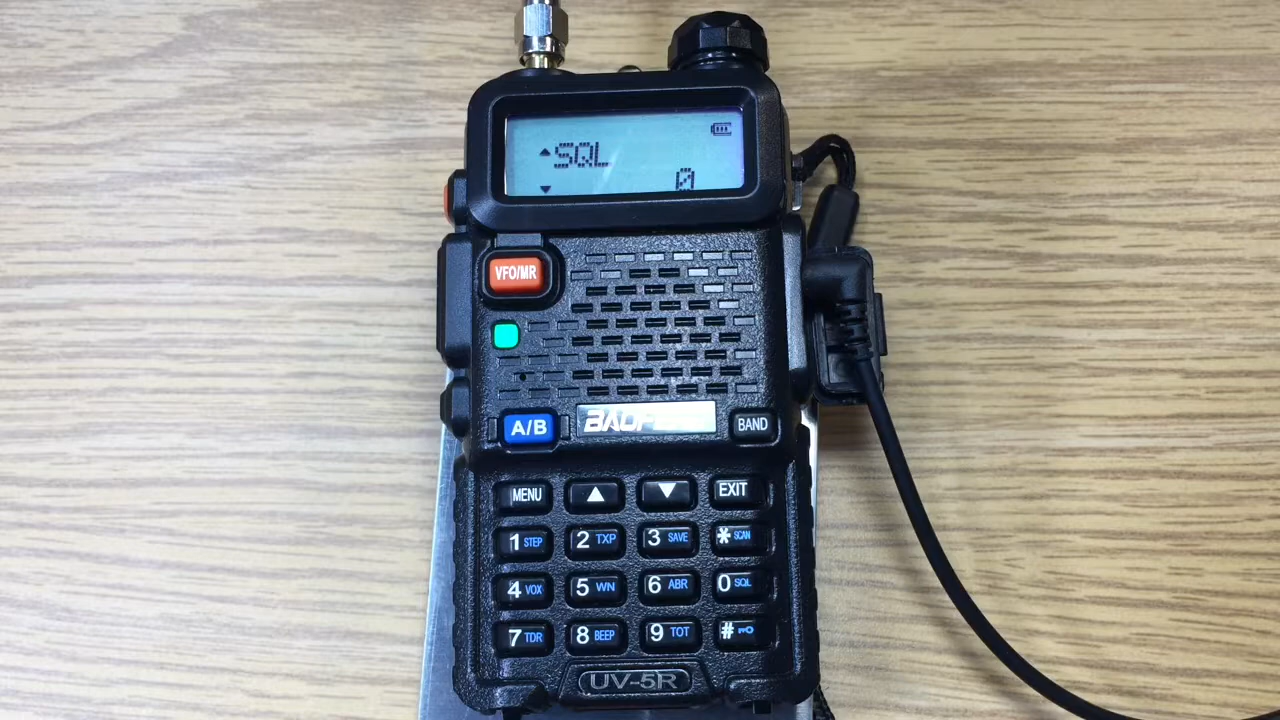 SQL
0
VFO/MR
A/B
BAND
MENU ▲ ▼ EXIT
1 STEP 2 TXP 3 SAVE * SCAN
4 VOX 5 WN 6 ABR 0 SQL
7 TDR 8 BEEP 9 TOT #
UV-5R